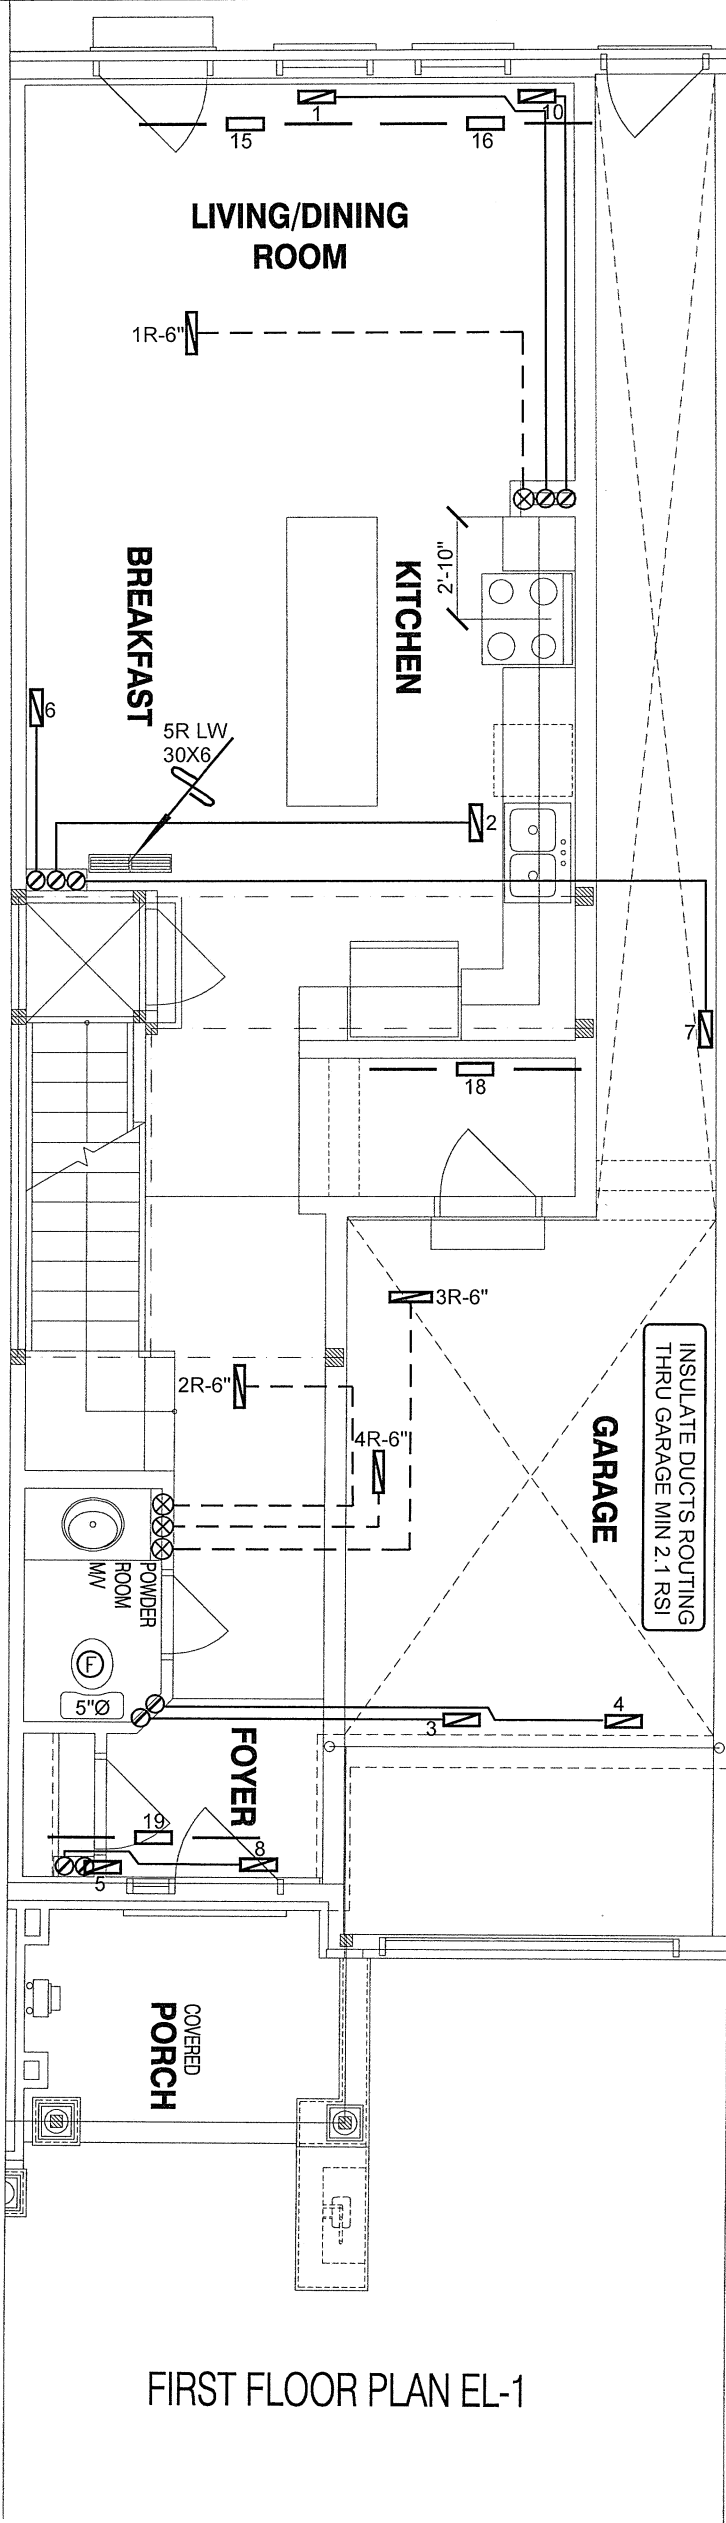 1
10
15
16
LIVING/DINING
ROOM
1R-6"
2'-10"
KITCHEN
BREAKFAST
6
5R LW
30X6
2
7
18
3R-6"
INSULATE DUCTS ROUTING
THRU GARAGE MIN 2.1 RSI
2R-6"
4R-6"
GARAGE
POWDER
ROOM
M/V
F
5"Ø
4
3
FOYER
19
8
5
COVERED
PORCH
FIRST FLOOR PLAN EL-1